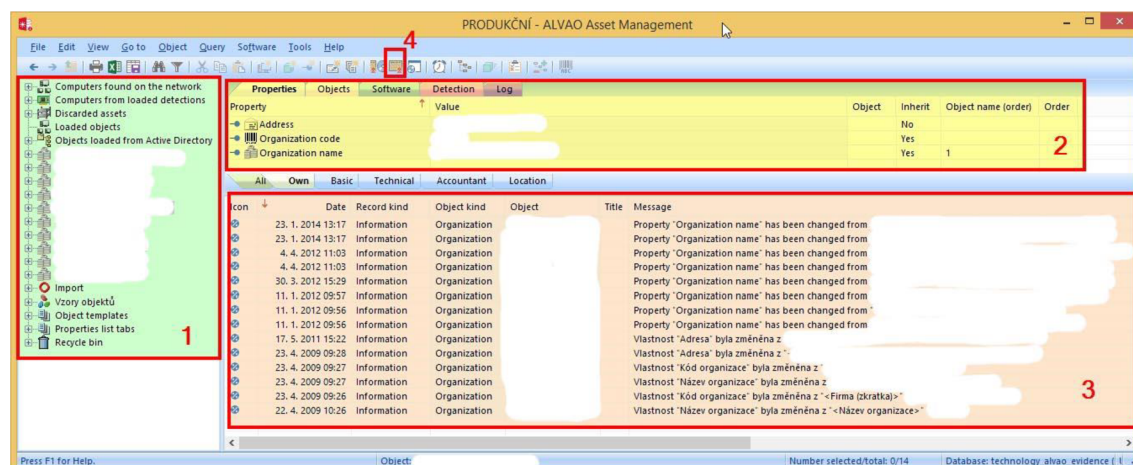 PRODUKČNÍ - ALVAO Asset Management
File Edit View Go to Object Query Software Tools Help
4
Computers found on the network
Computers from loaded detections
Discarded assets
Loaded objects
Objects loaded from Active Directory
Import
Vzory objektů
Object templates
Properties list tabs
Recycle bin
1
Properties Objects Software Detection Log
Property Value Object Inherit Object name (order) Order
Address No
Organization code Yes
Organization name Yes 1
2
All Own Basic Technical Accountant Location
Icon Date Record kind Object kind Object Title Message
23. 1. 2014 13:17 Information Organization Property "Organization name" has been changed from
23. 1. 2014 13:17 Information Organization Property "Organization name" has been changed from
4. 4. 2012 11:03 Information Organization Property "Organization name" has been changed from
4. 4. 2012 11:03 Information Organization Property "Organization name" has been changed from
30. 3. 2012 15:29 Information Organization Property "Organization name" has been changed from
11. 1. 2012 09:57 Information Organization Property "Organization name" has been changed from
11. 1. 2012 09:56 Information Organization Property "Organization name" has been changed from "
11. 1. 2012 09:56 Information Organization Property "Organization name" has been changed from
17. 5. 2011 15:22 Information Organization Vlastnost "Adresa" byla změněna z
23. 4. 2009 09:28 Information Organization Vlastnost "Adresa" byla změněna z "
23. 4. 2009 09:27 Information Organization Vlastnost "Kód organizace" byla změněna z "
23. 4. 2009 09:27 Information Organization Vlastnost "Název organizace" byla změněna z
23. 4. 2009 09:26 Information Organization Vlastnost "Kód organizace" byla změněna z "<Firma (zkratka)>"
22. 4. 2009 10:26 Information Organization Vlastnost "Název organizace" byla změněna z "<Název organizace>"
3
Press F1 for Help. Object: Number selected/total: 0/14 Database: technology_alvao_evidence (